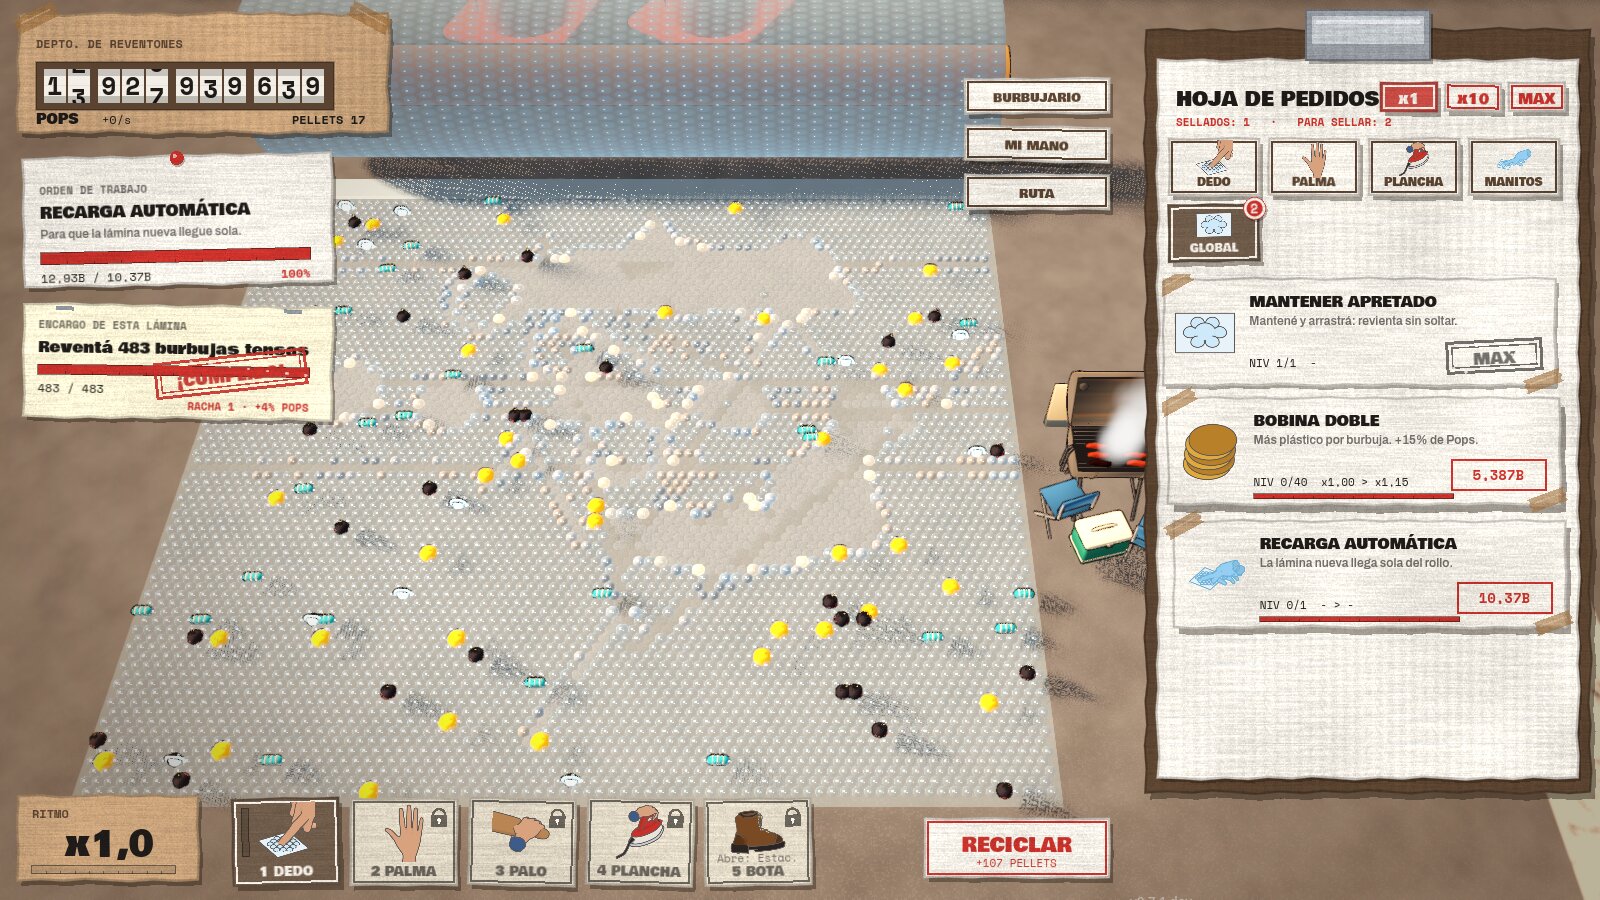 DEPTO. DE REVENTONES
POPS +0/s PELLETS 17
ORDEN DE TRABAJO
RECARGA AUTOMÁTICA
Para que la lámina nueva llegue sola.
12,93B / 10,37B 100%
ENCARGO DE ESTA LÁMINA
Reventá 483 burbujas tensas
483 / 483
RACHA 1 · +4% POPS
BURBUJARIO
MI MANO
RUTA
HOJA DE PEDIDOS x1 x10 MAX
SELLADOS: 1 · PARA SELLAR: 2
DEDO PALMA PLANCHA MANITOS
2
GLOBAL
MANTENER APRETADO
Mantené y arrastrá: revienta sin soltar.
NIV 1/1 -
MAX
BOBINA DOBLE
Más plástico por burbuja. +15% de Pops.
NIV 0/40 x1,00 > x1,15
5,387B
RECARGA AUTOMÁTICA
La lámina nueva llega sola del rollo.
NIV 0/1 - > -
10,37B
RITMO
x1,0
1 DEDO
2 PALMA
3 PALO
4 PLANCHA
Abre: Estac.
5 BOTA
RECICLAR
+107 PELLETS